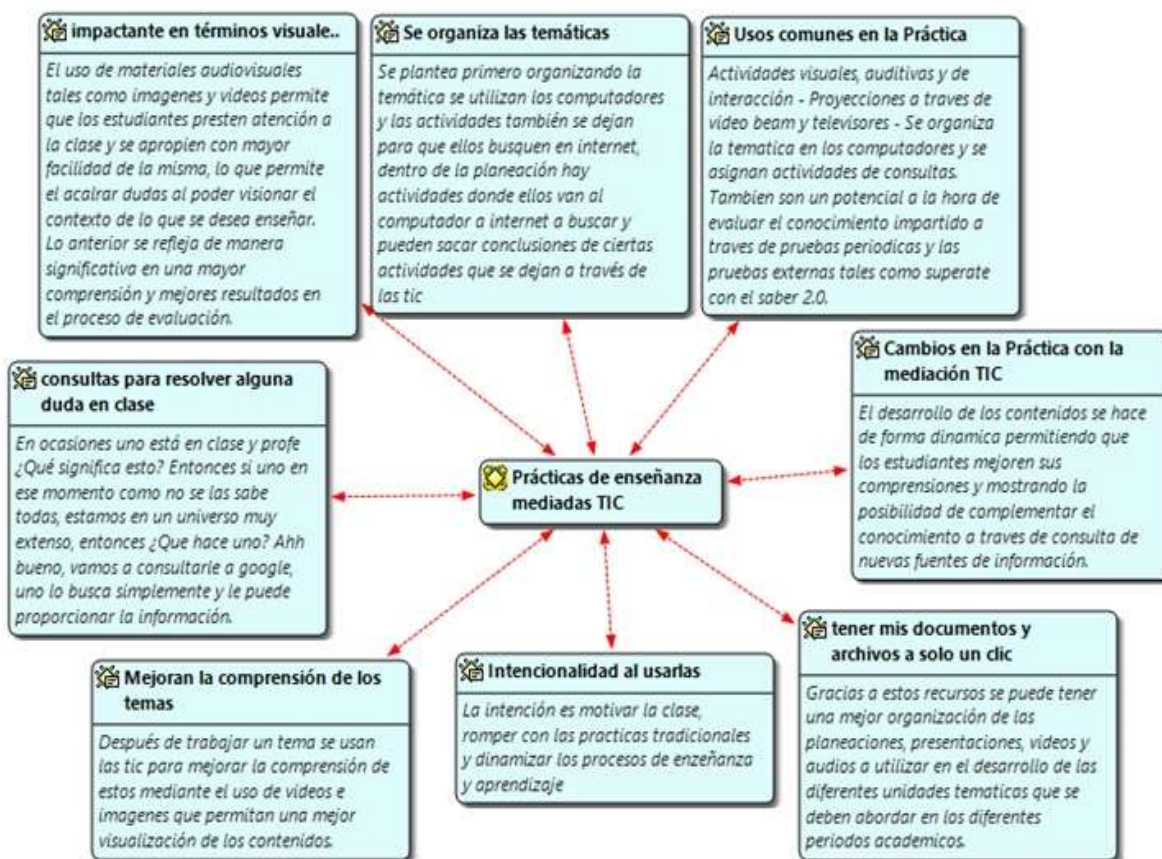 impactante en términos visuale..
El uso de materiales audiovisuales
tales como imagenes y videos permite
que los estudiantes presten atención a
la clase y se apropien con mayor
facilidad de la misma, lo que permite
el acalrar dudas al poder visionar el
contexto de lo que se desea enseñar.
Lo anterior se refleja de manera
significativa en una mayor
comprensión y mejores resultados en
el proceso de evaluación.
Se organiza las temáticas
Se plantea primero organizando la
temática se utilizan los computadores
y las actividades también se dejan
para que ellos busquen en internet,
dentro de la planeación hay
actividades donde ellos van al
computador a internet a buscar y
pueden sacar conclusiones de ciertas
actividades que se dejan a través de
las tic
Usos comunes en la Práctica
Actividades visuales, auditivas y de
interacción - Proyecciones a traves de
video beam y televisores - Se organiza
la tematica en los computadores y se
asignan actividades de consultas.
Tambien son un potencial a la hora de
evaluar el conocimiento impartido a
traves de pruebas periodicas y las
pruebas externas tales como superate
con el saber 2.0.
consultas para resolver alguna
duda en clase
En ocasiones uno está en clase y profe
¿Qué significa esto? Entonces si uno en
ese momento como no se las sabe
todas, estamos en un universo muy
extenso, entonces ¿Que hace uno? Ahh
bueno, vamos a consultarle a google,
uno lo busca simplemente y le puede
proporcionar la información.
Prácticas de enseñanza
mediadas TIC
Cambios en la Práctica con la
mediación TIC
El desarrollo de los contenidos se hace
de forma dinamica permitiendo que
los estudiantes mejoren sus
comprensiones y mostrando la
posibilidad de complementar el
conocimiento a traves de consulta de
nuevas fuentes de información.
Mejoran la comprensión de los
temas
Después de trabajar un tema se usan
las tic para mejorar la comprensión de
estos mediante el uso de videos e
imagenes que permitan una mejor
visualización de los contenidos.
Intencionalidad al usarlas
La intención es motivar la clase,
romper con las practicas tradicionales
y dinamizar los procesos de enzeñanza
y aprendizaje
tener mis documentos y
archivos a solo un clic
Gracias a estos recursos se puede tener
una mejor organización de las
planeaciones, presentaciones, videos y
audios a utilizar en el desarrollo de las
diferentes unidades tematicas que se
deben abordar en los diferentes
periodos academicos.